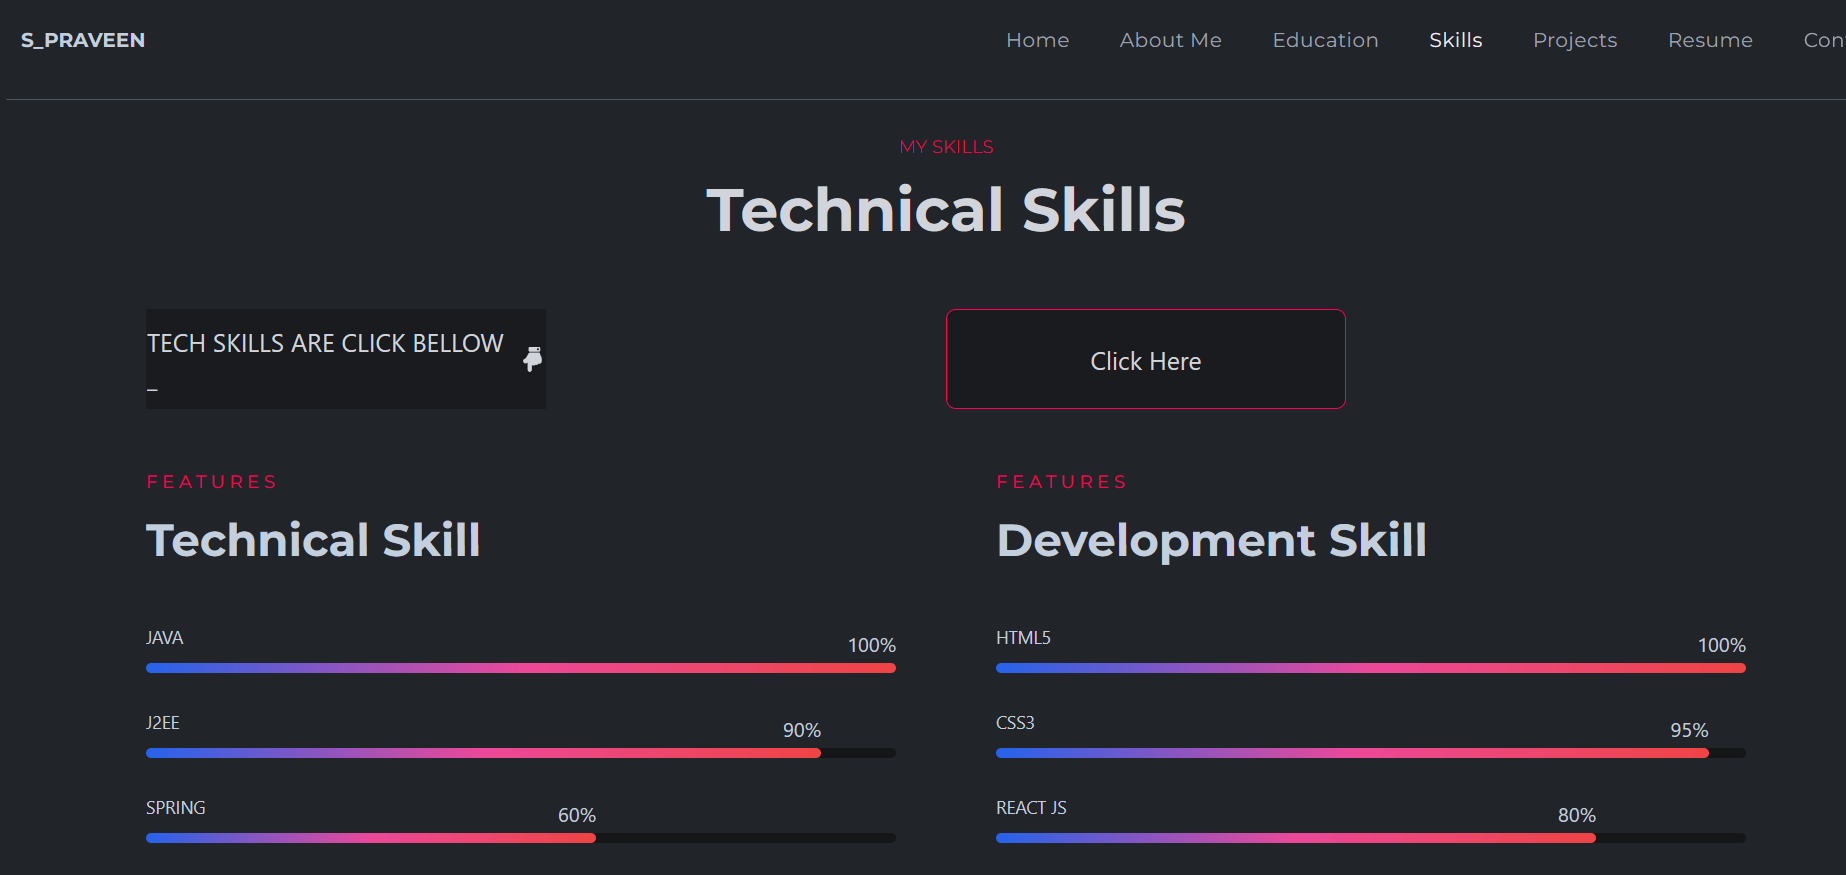 S_PRAVEEN
Home About Me Education Skills Projects Resume
MY SKILLS
Technical Skills
TECH SKILLS ARE CLICK BELLOW
_
Click Here
FEATURES
Technical Skill
JAVA
100%
J2EE
90%
SPRING
60%
FEATURES
Development Skill
HTML5
100%
CSS3
95%
REACT JS
80%